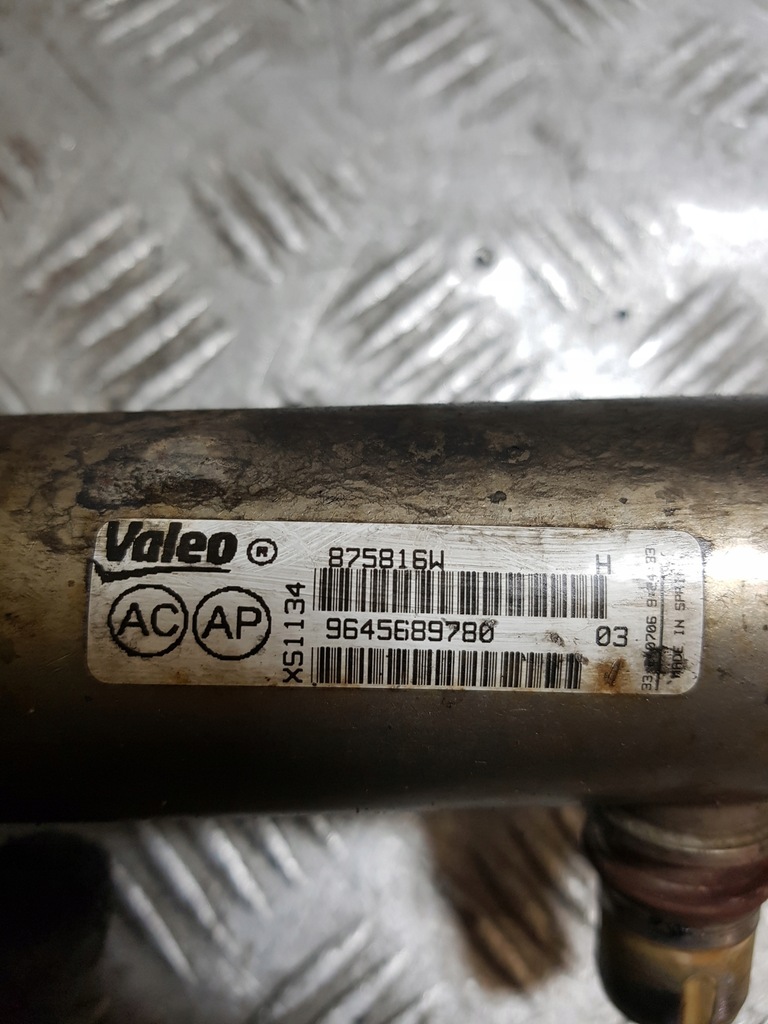 Valeo ®
875816W H
AC AP
XS1134
9645689780 03
MADE IN SPAIN